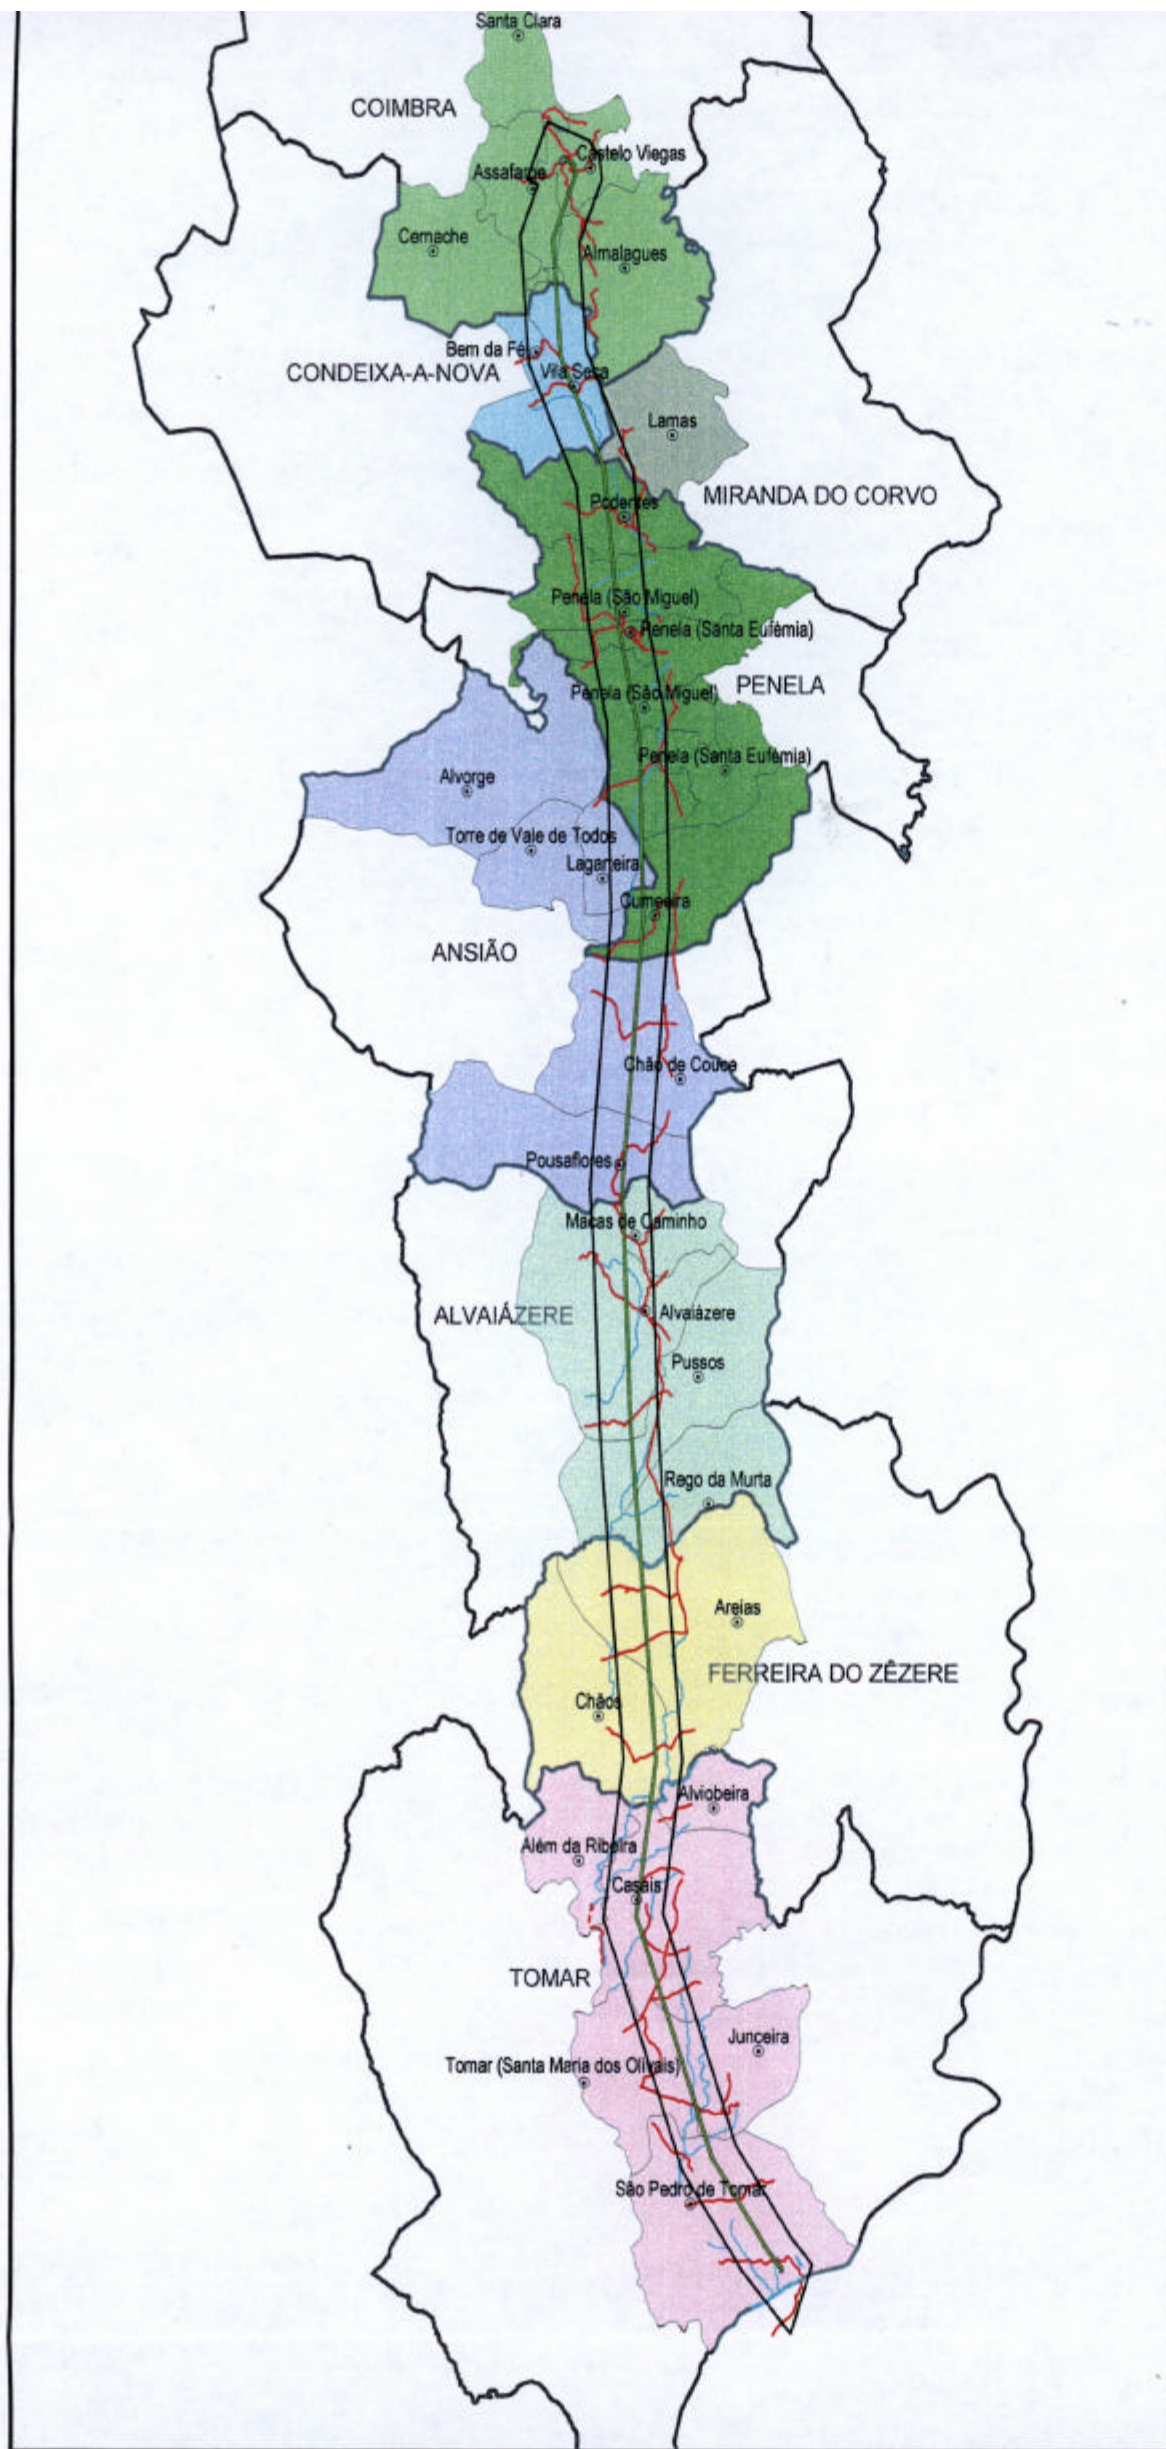 Santa Clara
COIMBRA
Castelo Viegas
Assafarge
Cernache
Almalagues
Bem da Fé
CONDEIXA-A-NOVA
Vila Seca
Lamas
MIRANDA DO CORVO
Podentes
Penela (São Miguel)
Penela (Santa Eufémia)
Penela (São Miguel)
PENELA
Penela (Santa Eufémia)
Alvorge
Torre de Vale de Todos
Lagarteira
Cumeeira
ANSIÃO
Chão de Couce
Pousaflores
Macas de Caminho
ALVAIÁZERE
Alvaiázere
Pussos
Rego da Murta
Areias
FERREIRA DO ZÊZERE
Chãos
Alviobeira
Além da Ribeira
Casais
TOMAR
Junceira
Tomar (Santa Maria dos Olivais)
São Pedro de Tomar